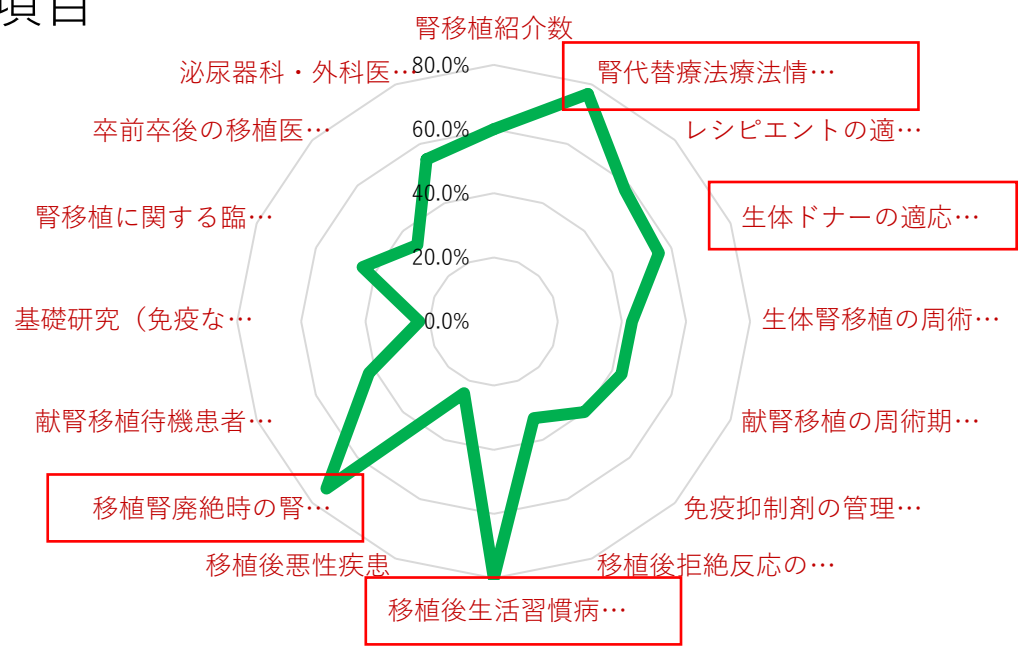 項目
腎移植紹介数
腎代替療法療法情…
レシピエントの適…
生体ドナーの適応…
生体腎移植の周術…
献腎移植の周術期…
免疫抑制剤の管理…
移植後拒絶反応の…
移植後生活習慣病…
移植後悪性疾患
移植腎廃絶時の腎…
献腎移植待機患者…
基礎研究（免疫な…
腎移植に関する臨…
卒前卒後の移植医…
泌尿器科・外科医…
80.0%
60.0%
40.0%
20.0%
0.0%